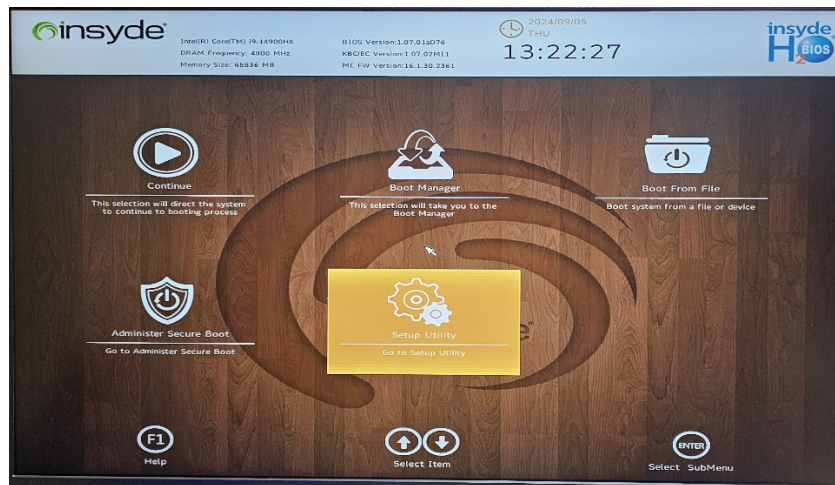 insyde
Intel(R) Core(TM) i9-14900HX
DRAM Frequency: 4800 MHz
Memory Size: 65536 MB
BIOS Version:1.07.01aD76
KBC/EC Version:1.07.02M11
ME FW Version:16.1.30.2361
2024/09/05
THU
13:22:27
insyde
H2BIOS
Continue
This selection will direct the system
to continue to booting process
Boot Manager
This selection will take you to the
Boot Manager
Boot From File
Boot system from a file or device
Administer Secure Boot
Go to Administer Secure Boot
Setup Utility
Go to Setup Utility
F1
Help
Select Item
ENTER
Select SubMenu